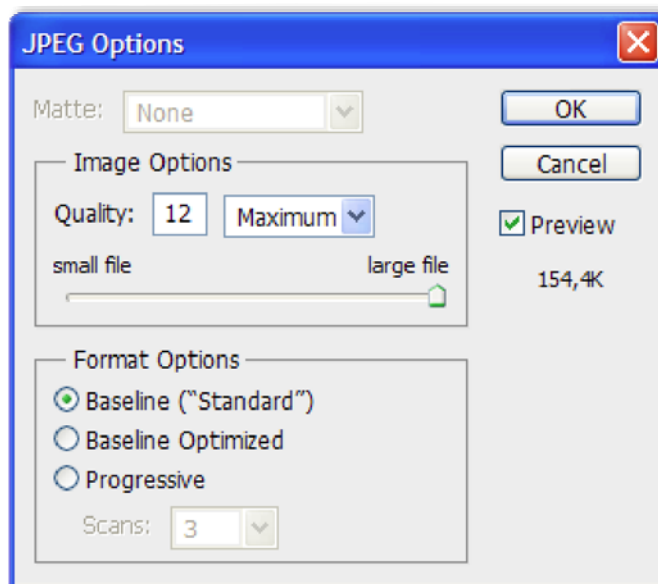 JPEG Options
Matte: None
OK
Cancel
Preview
154,4K
Image Options
Quality: 12 Maximum
small file large file
Format Options
Baseline (“Standard”)
Baseline Optimized
Progressive
Scans: 3